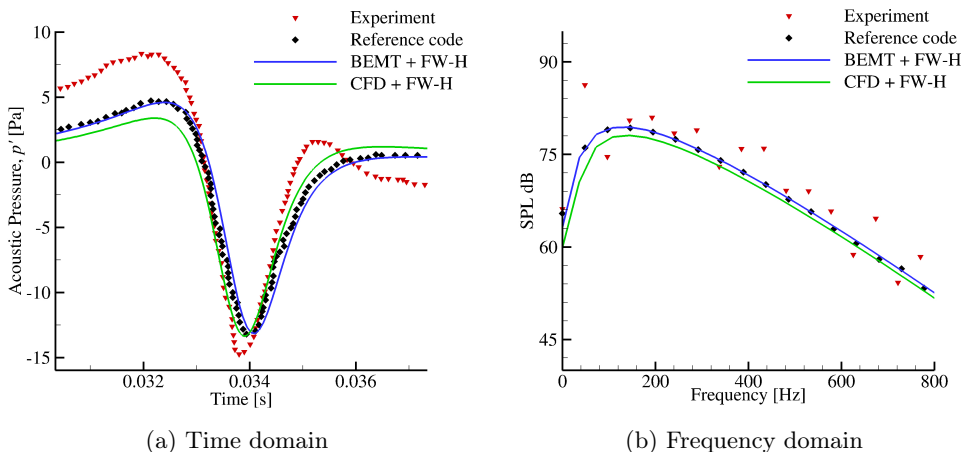 Experiment
Reference code
BEMT + FW-H
CFD + FW-H
10
5
0
-5
-10
-15
Acoustic Pressure, p′ [Pa]
0.032
0.034
0.036
Time [s]
(a) Time domain
Experiment
Reference code
BEMT + FW-H
CFD + FW-H
90
75
60
45
SPL dB
0
200
400
600
800
Frequency [Hz]
(b) Frequency domain